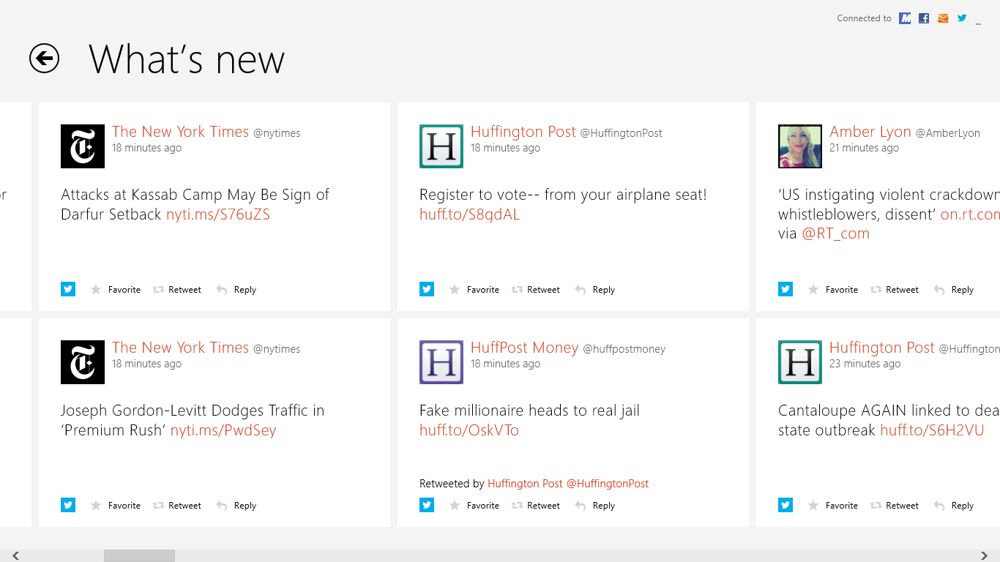 Connected to
What's new
or
The New York Times @nytimes
18 minutes ago
Attacks at Kassab Camp May Be Sign of
Darfur Setback nyti.ms/S76uZS
Favorite Retweet Reply
The New York Times @nytimes
18 minutes ago
Joseph Gordon-Levitt Dodges Traffic in
‘Premium Rush’ nyti.ms/PwdSey
Favorite Retweet Reply
Huffington Post @HuffingtonPost
18 minutes ago
Register to vote-- from your airplane seat!
huff.to/S8gdAL
Favorite Retweet Reply
HuffPost Money @huffpostmoney
18 minutes ago
Fake millionaire heads to real jail
huff.to/OskVTo
Retweeted by Huffington Post @HuffingtonPost
Favorite Retweet Reply
Amber Lyon @AmberLyon
21 minutes ago
‘US instigating violent crackdown
whistleblowers, dissent’ on.rt.com
via @RT_com
Favorite Retweet Reply
Huffington Post @Huffington
23 minutes ago
Cantaloupe AGAIN linked to dea
state outbreak huff.to/S6H2VU
Favorite Retweet Reply